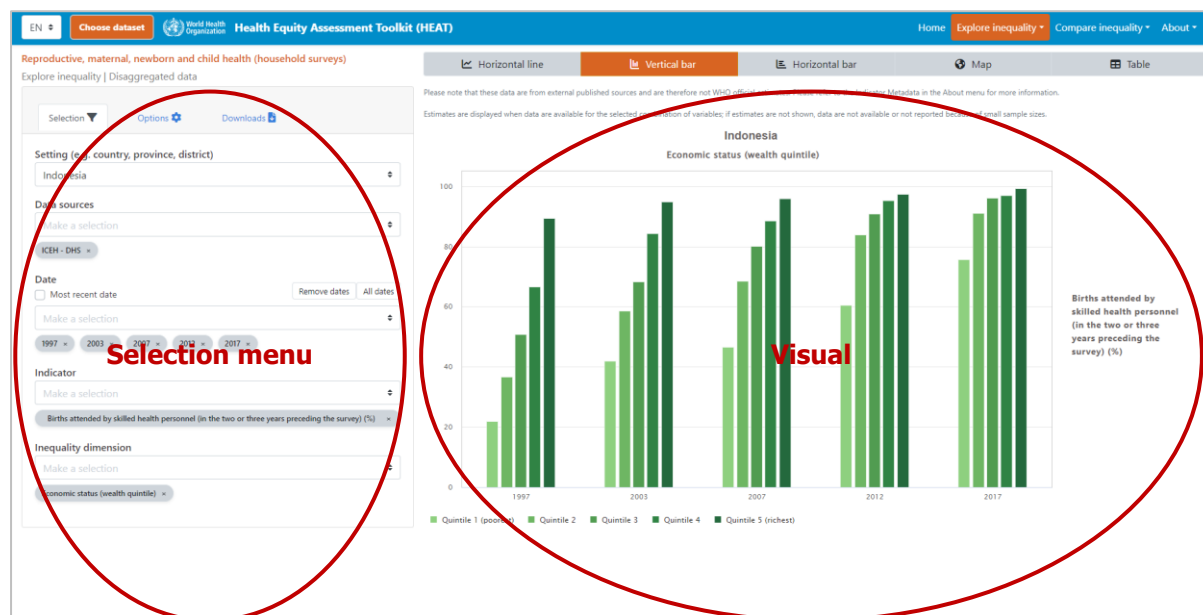 EN
Choose dataset
World Health
Organization
Health Equity Assessment Toolkit (HEAT)
Home
Explore inequality
Compare inequality
About
Reproductive, maternal, newborn and child health (household surveys)
Explore inequality | Disaggregated data
Selection
Options
Downloads
Setting (e.g. country, province, district)
Indonesia
Data sources
Make a selection
ICEH - DHS ×
Date
Most recent date
Remove dates
All dates
Make a selection
1997 ×
2003 ×
2007 ×
2012 ×
2017 ×
Selection menu
Indicator
Make a selection
Births attended by skilled health personnel (in the two or three years preceding the survey) (%) ×
Inequality dimension
Make a selection
Economic status (wealth quintile) ×
Horizontal line
Vertical bar
Horizontal bar
Map
Table
Please note that these data are from external published sources and are therefore not WHO official Please Indicator Metadata in the About menu for more information.
Estimates are displayed when data are available for the selected combination of variables; if estimates are not shown, data are not available or not reported because of small sample sizes.
Indonesia
Economic status (wealth quintile)
100
80
60
40
20
0
1997
2003
2007
2012
2017
Visual
Births attended by
skilled health personnel
(in the two or three
years preceding the
survey) (%)
Quintile 1 (poorest)
Quintile 2
Quintile 3
Quintile 4
Quintile 5 (richest)